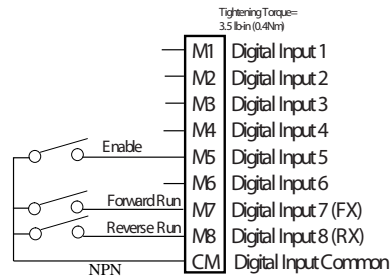 Tightening Torque=
3.5 lb-in (0.4Nm)
M1 Digital Input 1
M2 Digital Input 2
M3 Digital Input 3
M4 Digital Input 4
Enable M5 Digital Input 5
M6 Digital Input 6
Forward Run M7 Digital Input 7 (FX)
Reverse Run M8 Digital Input 8 (RX)
CM Digital Input Common
NPN